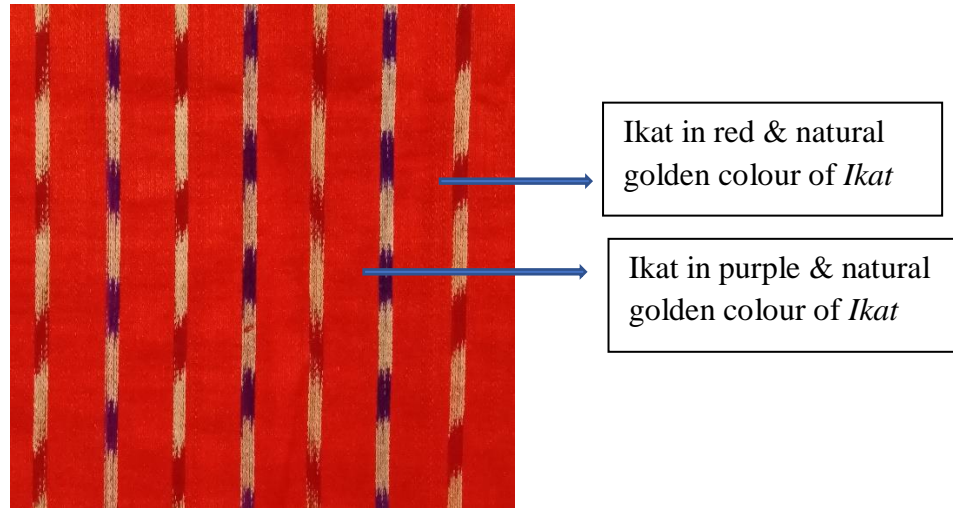 Ikat in red & natural
golden colour of Ikat
Ikat in purple & natural
golden colour of Ikat